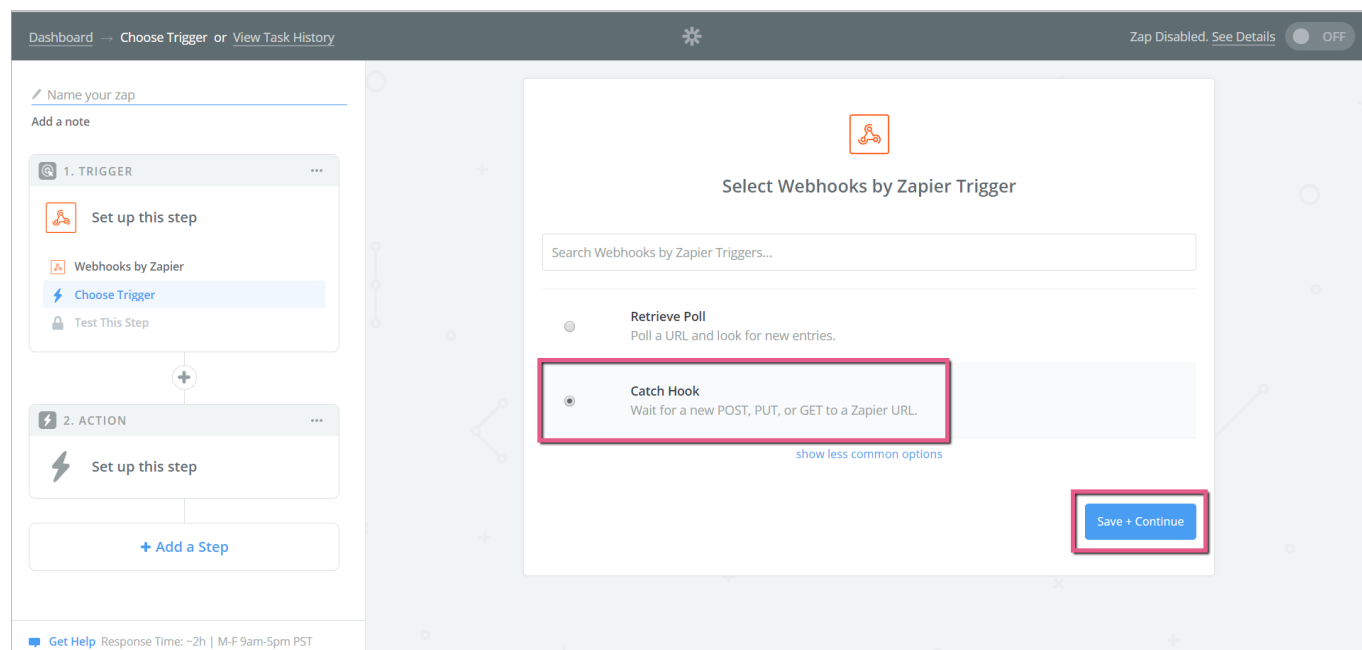 Dashboard → Choose Trigger or View Task History
Zap Disabled. See Details OFF
Name your zap
Add a note
1. TRIGGER
Set up this step
Webhooks by Zapier
Choose Trigger
Test This Step
2. ACTION
Set up this step
+ Add a Step
Get Help Response Time: ~2h | M-F 9am-5pm PST
Select Webhooks by Zapier Trigger
Search Webhooks by Zapier Triggers...
Retrieve Poll
Poll a URL and look for new entries.
Catch Hook
Wait for a new POST, PUT, or GET to a Zapier URL.
show less common options
Save + Continue